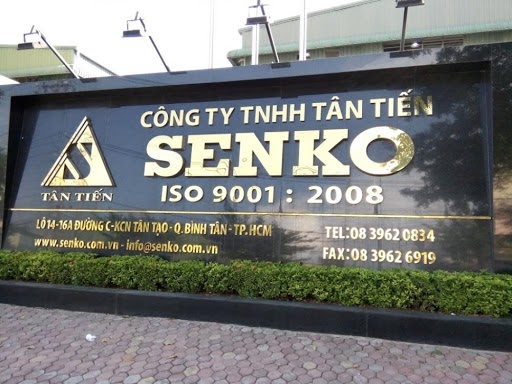 CÔNG TY TNHH TÂN TIẾN
SENKO
TÂN TIẾN
ISO 9001 : 2008
LÔ 14-16A ĐƯỜNG C-KCN TÂN TẠO-Q.BÌNH TÂN-TP.HCM
www.senko.com.vn-info@senko.com.vn
TEL:08 3962 0834
FAX:08 3962 6919